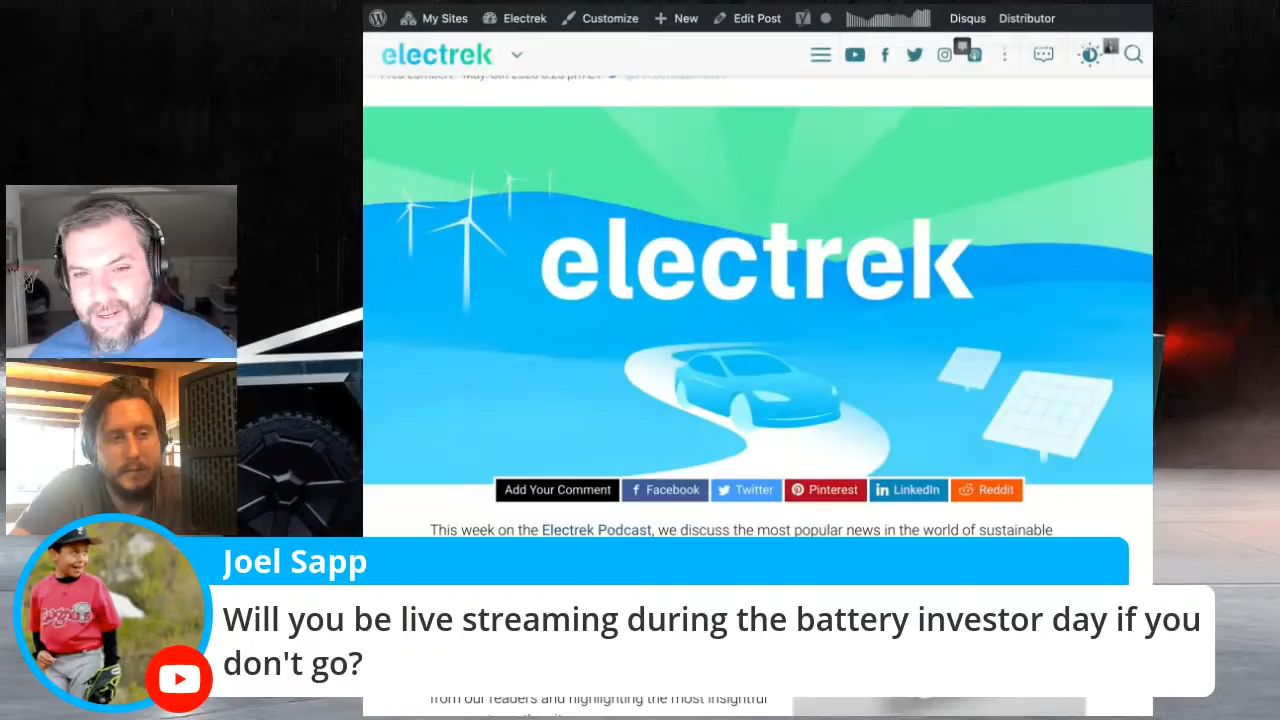 My Sites Electrek Customize New Edit Post Disqus Distributor
electrek
electrek
Add Your Comment Facebook Twitter Pinterest LinkedIn Reddit
This week on the Electrek Podcast, we discuss the most popular news in the world of sustainable
Joel Sapp
Will you be live streaming during the battery investor day if you
don't go?
from our readers and highlighting the most insightful